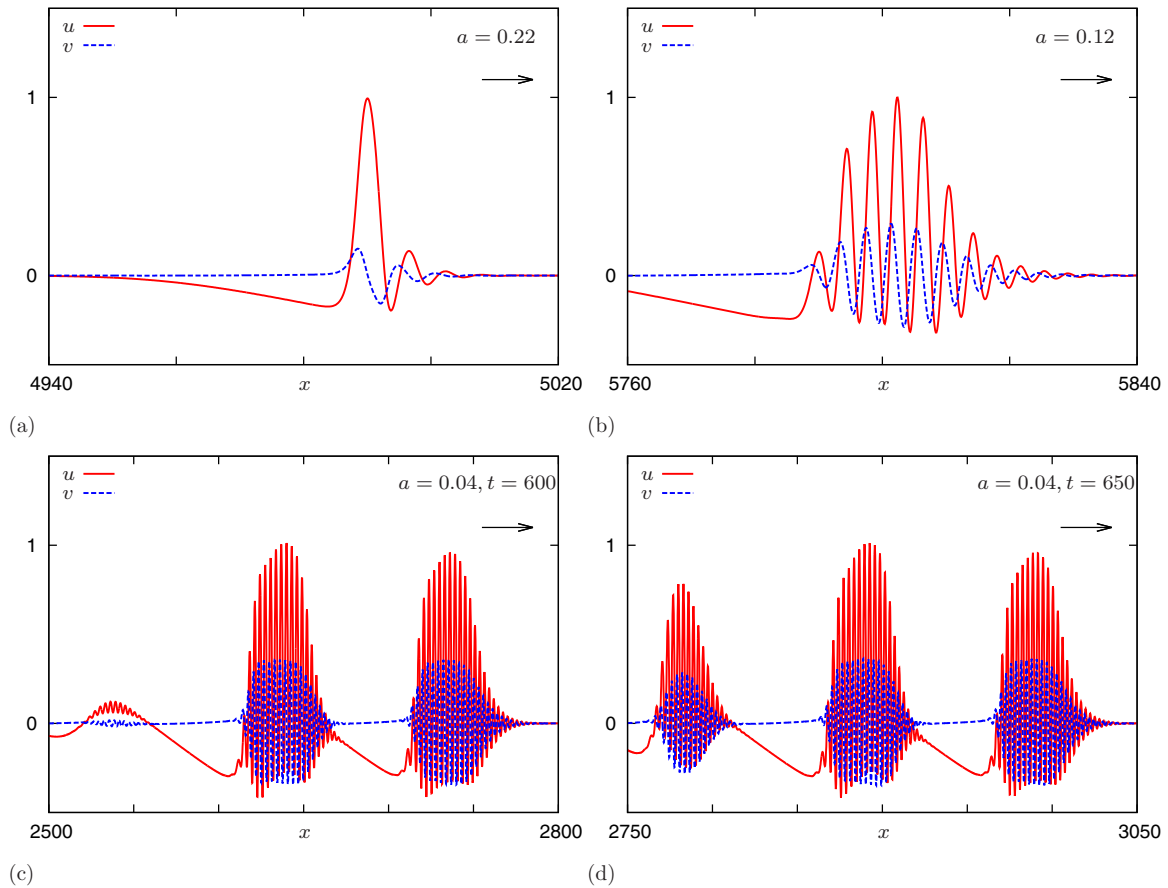 u
v
a = 0.22
1
0
4940
x
5020
(a)
u
v
a = 0.12
1
0
5760
x
5840
(b)
u
v
a = 0.04, t = 600
1
0
2500
x
2800
(c)
u
v
a = 0.04, t = 650
1
0
2750
x
3050
(d)